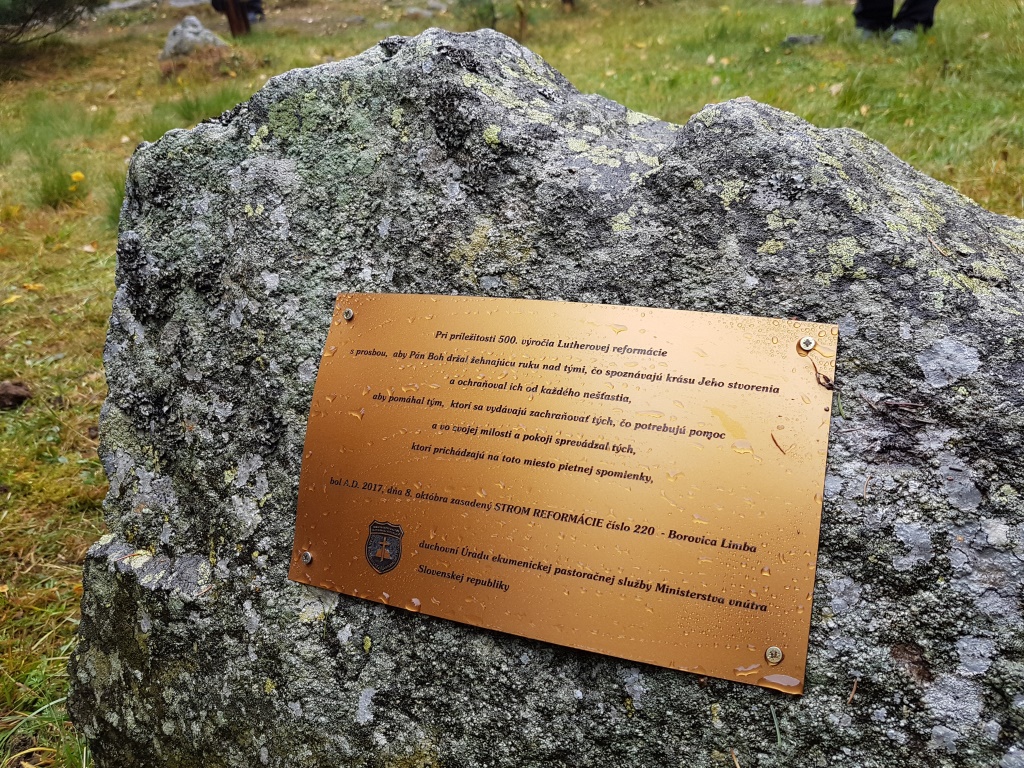 Pri príležitosti 500. výročia Lutherovej reformácie
s prosbou, aby Pán Boh držal žehnajúcu ruku nad tými, čo spoznávajú krásu Jeho stvorenia
a ochraňoval ich od každého nešťastia,
aby pomáhal tým, ktorí sa vydávajú zachraňovať tých, čo potrebujú pomoc
a vo svojej milosti a pokoji sprevádzal tých,
ktorí prichádzajú na toto miesto pietnej spomienky,
bol A.D. 2017, dňa 8. októbra zasadený STROM REFORMÁCIE číslo 220 - Borovica Limba
duchovní Úradu ekumenickej pastoračnej služby Ministerstva vnútra
Slovenskej republiky